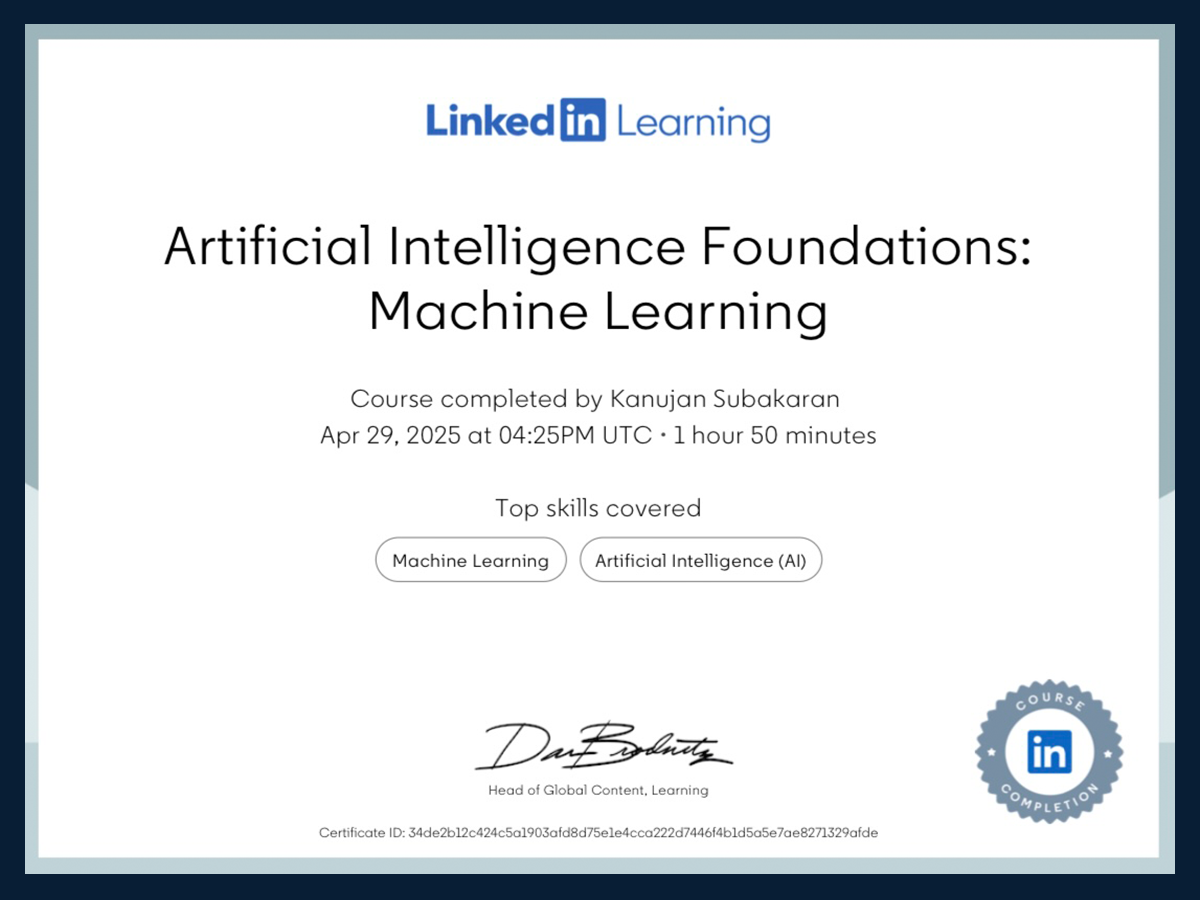 Linked in Learning
Artificial Intelligence Foundations:
Machine Learning
Course completed by Kanujan Subakaran
Apr 29, 2025 at 04:25PM UTC • 1 hour 50 minutes
Top skills covered
Machine Learning
Artificial Intelligence (AI)
Dan Brodnitz
Head of Global Content, Learning
COURSE
in
COMPLETION
Certificate ID: 34de2b12c424c5a1903afd8d75e1e4cca222d7446f4b1d5a5e7ae8271329afde